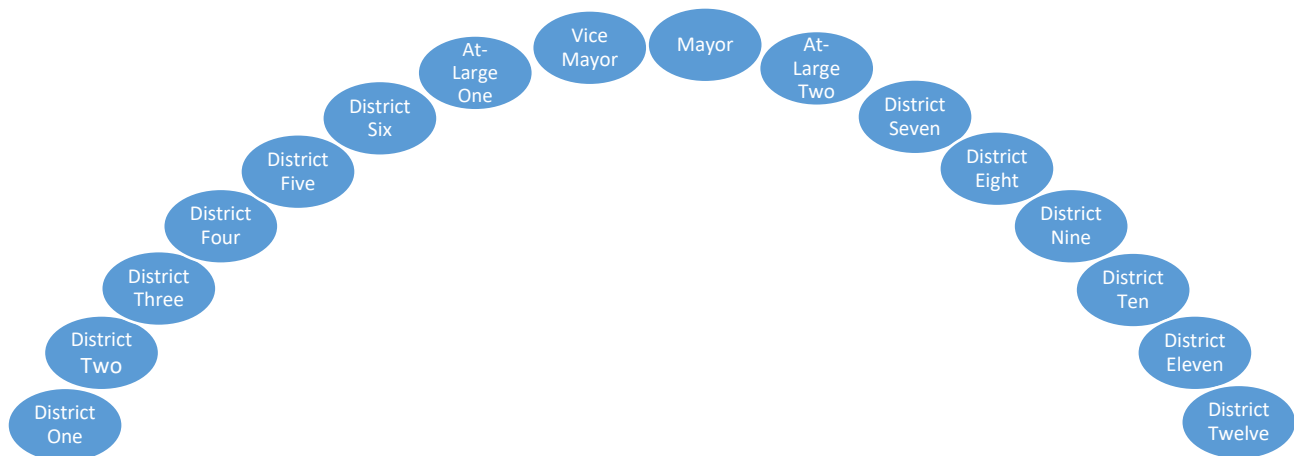 District
One
District
Two
District
Three
District
Four
District
Five
District
Six
At-
Large
One
Vice
Mayor
Mayor
At-
Large
Two
District
Seven
District
Eight
District
Nine
District
Ten
District
Eleven
District
Twelve